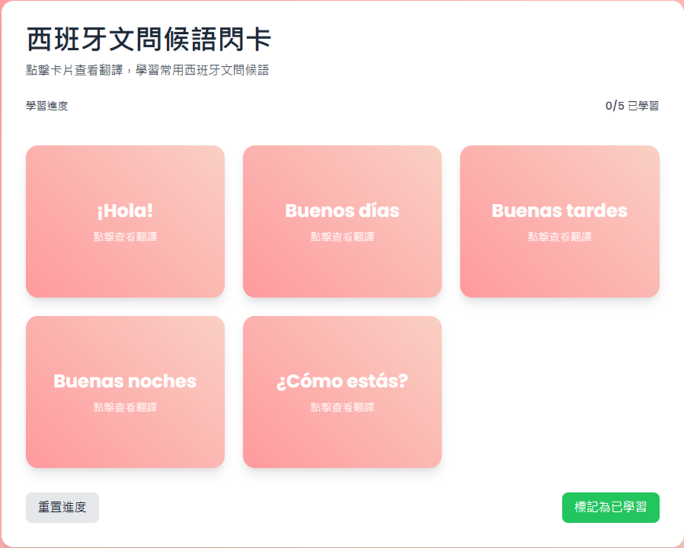 西班牙文問候語閃卡
點擊卡片查看翻譯，學習常用西班牙文問候語
學習進度
0/5 已學習
¡Hola!
點擊查看翻譯
Buenos días
點擊查看翻譯
Buenas tardes
點擊查看翻譯
Buenas noches
點擊查看翻譯
¿Cómo estás?
點擊查看翻譯
重置進度
標記為已學習